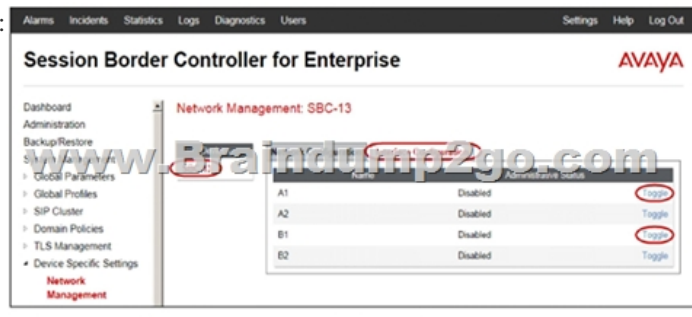 :
Alarms Incidents Statistics Logs Diagnostics Users Settings Help Log Out
Session Border Controller for Enterprise
AVAYA
Dashboard
Administration
Backup/Restore
Global Parameters
Global Profiles
SIP Cluster
Domain Policies
TLS Management
Device Specific Settings
Network
Management
Network Management: SBC-13
www.Braindump2go.com
Name Administrative Status
A1 Disabled Toggle
A2 Disabled Toggle
B1 Disabled Toggle
B2 Disabled Toggle